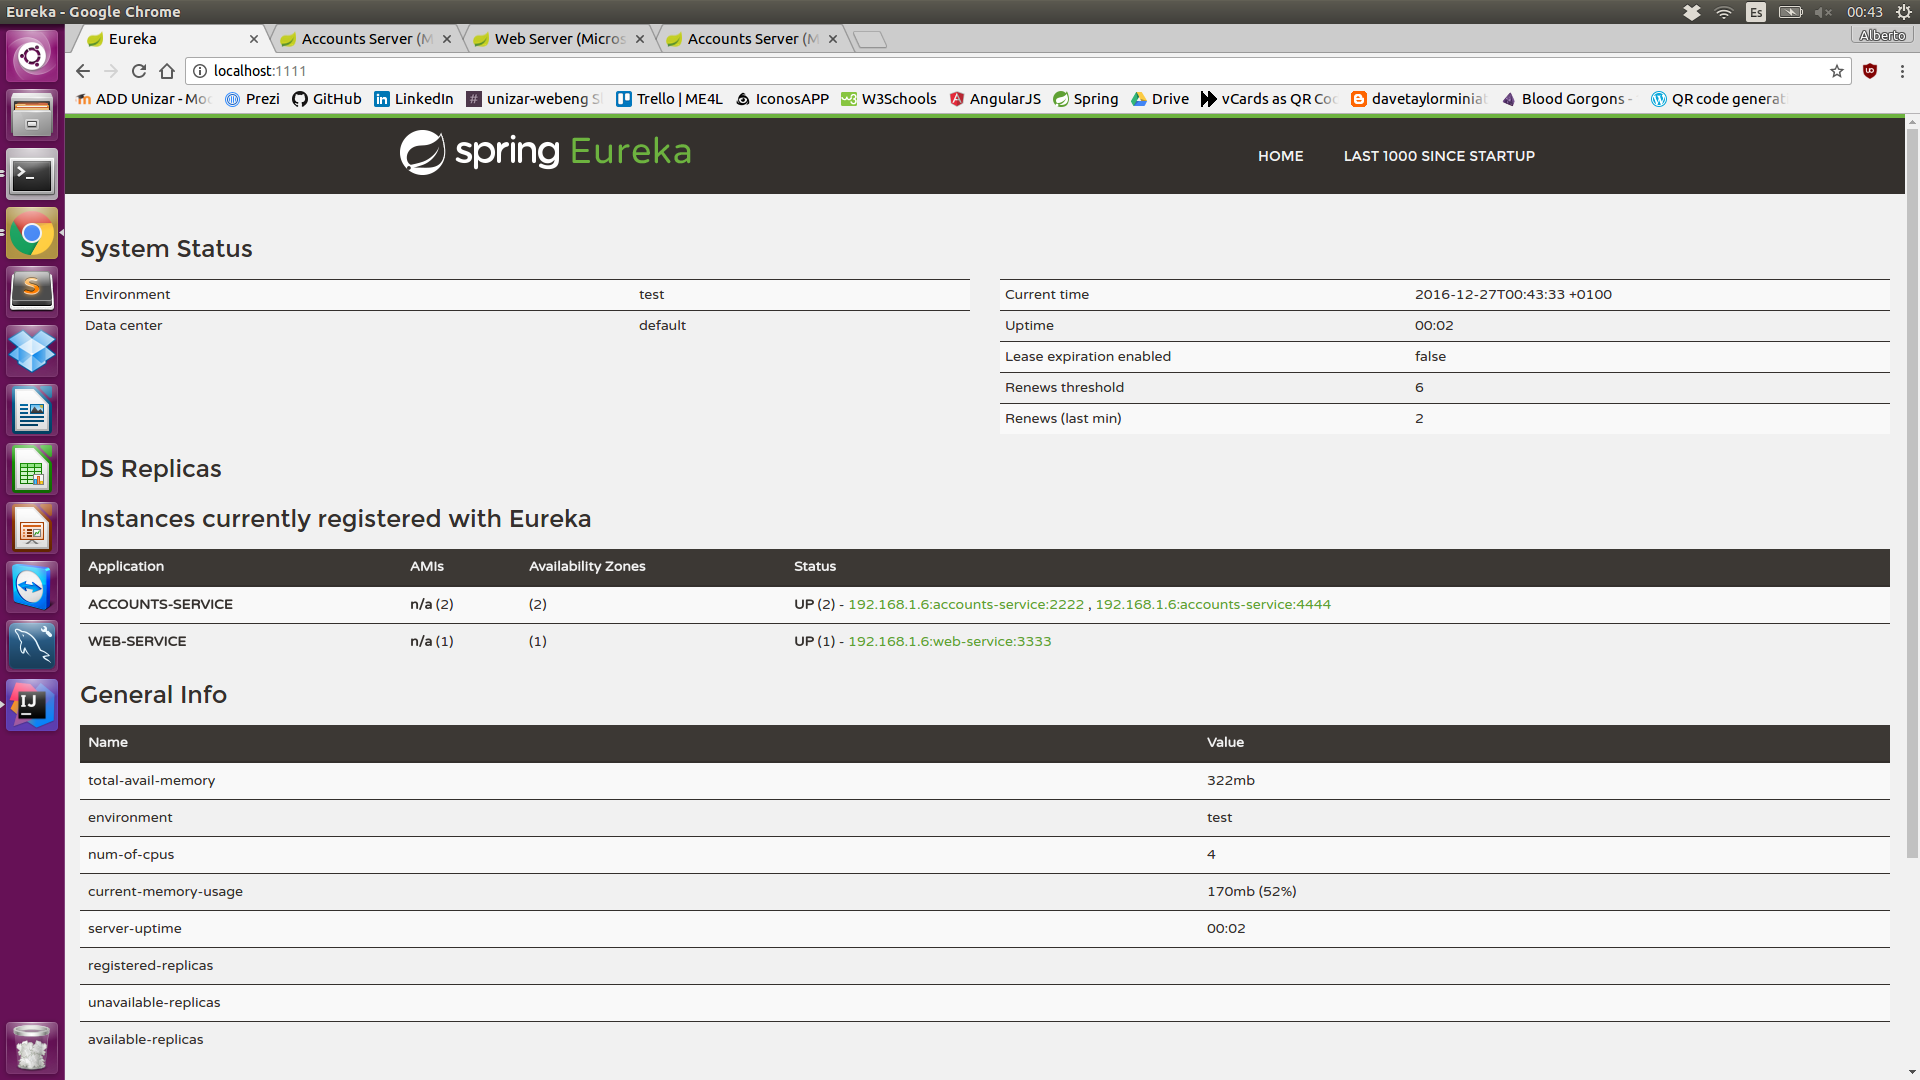 Eureka - Google Chrome
Es
00:43
Eureka
Accounts Server (M
Web Server (Micros
Accounts Server (M
Alberto
localhost:1111
ADD Unizar - Moo
Prezi
GitHub
LinkedIn
unizar-webeng S
Trello | ME4L
IconosAPP
W3Schools
AngularJS
Spring
Drive
vCards as QR Co
davetaylorminiat
Blood Gorgons -
QR code generat
spring Eureka
HOME
LAST 1000 SINCE STARTUP
System Status
Environment test
Data center default
Current time 2016-12-27T00:43:33 +0100
Uptime 00:02
Lease expiration enabled false
Renews threshold 6
Renews (last min) 2
DS Replicas
Instances currently registered with Eureka
Application AMIs Availability Zones Status
ACCOUNTS-SERVICE n/a (2) (2) UP (2) - 192.168.1.6:accounts-service:2222 , 192.168.1.6:accounts-service:4444
WEB-SERVICE n/a (1) (1) UP (1) - 192.168.1.6:web-service:3333
General Info
Name Value
total-avail-memory 322mb
environment test
num-of-cpus 4
current-memory-usage 170mb (52%)
server-uptime 00:02
registered-replicas
unavailable-replicas
available-replicas